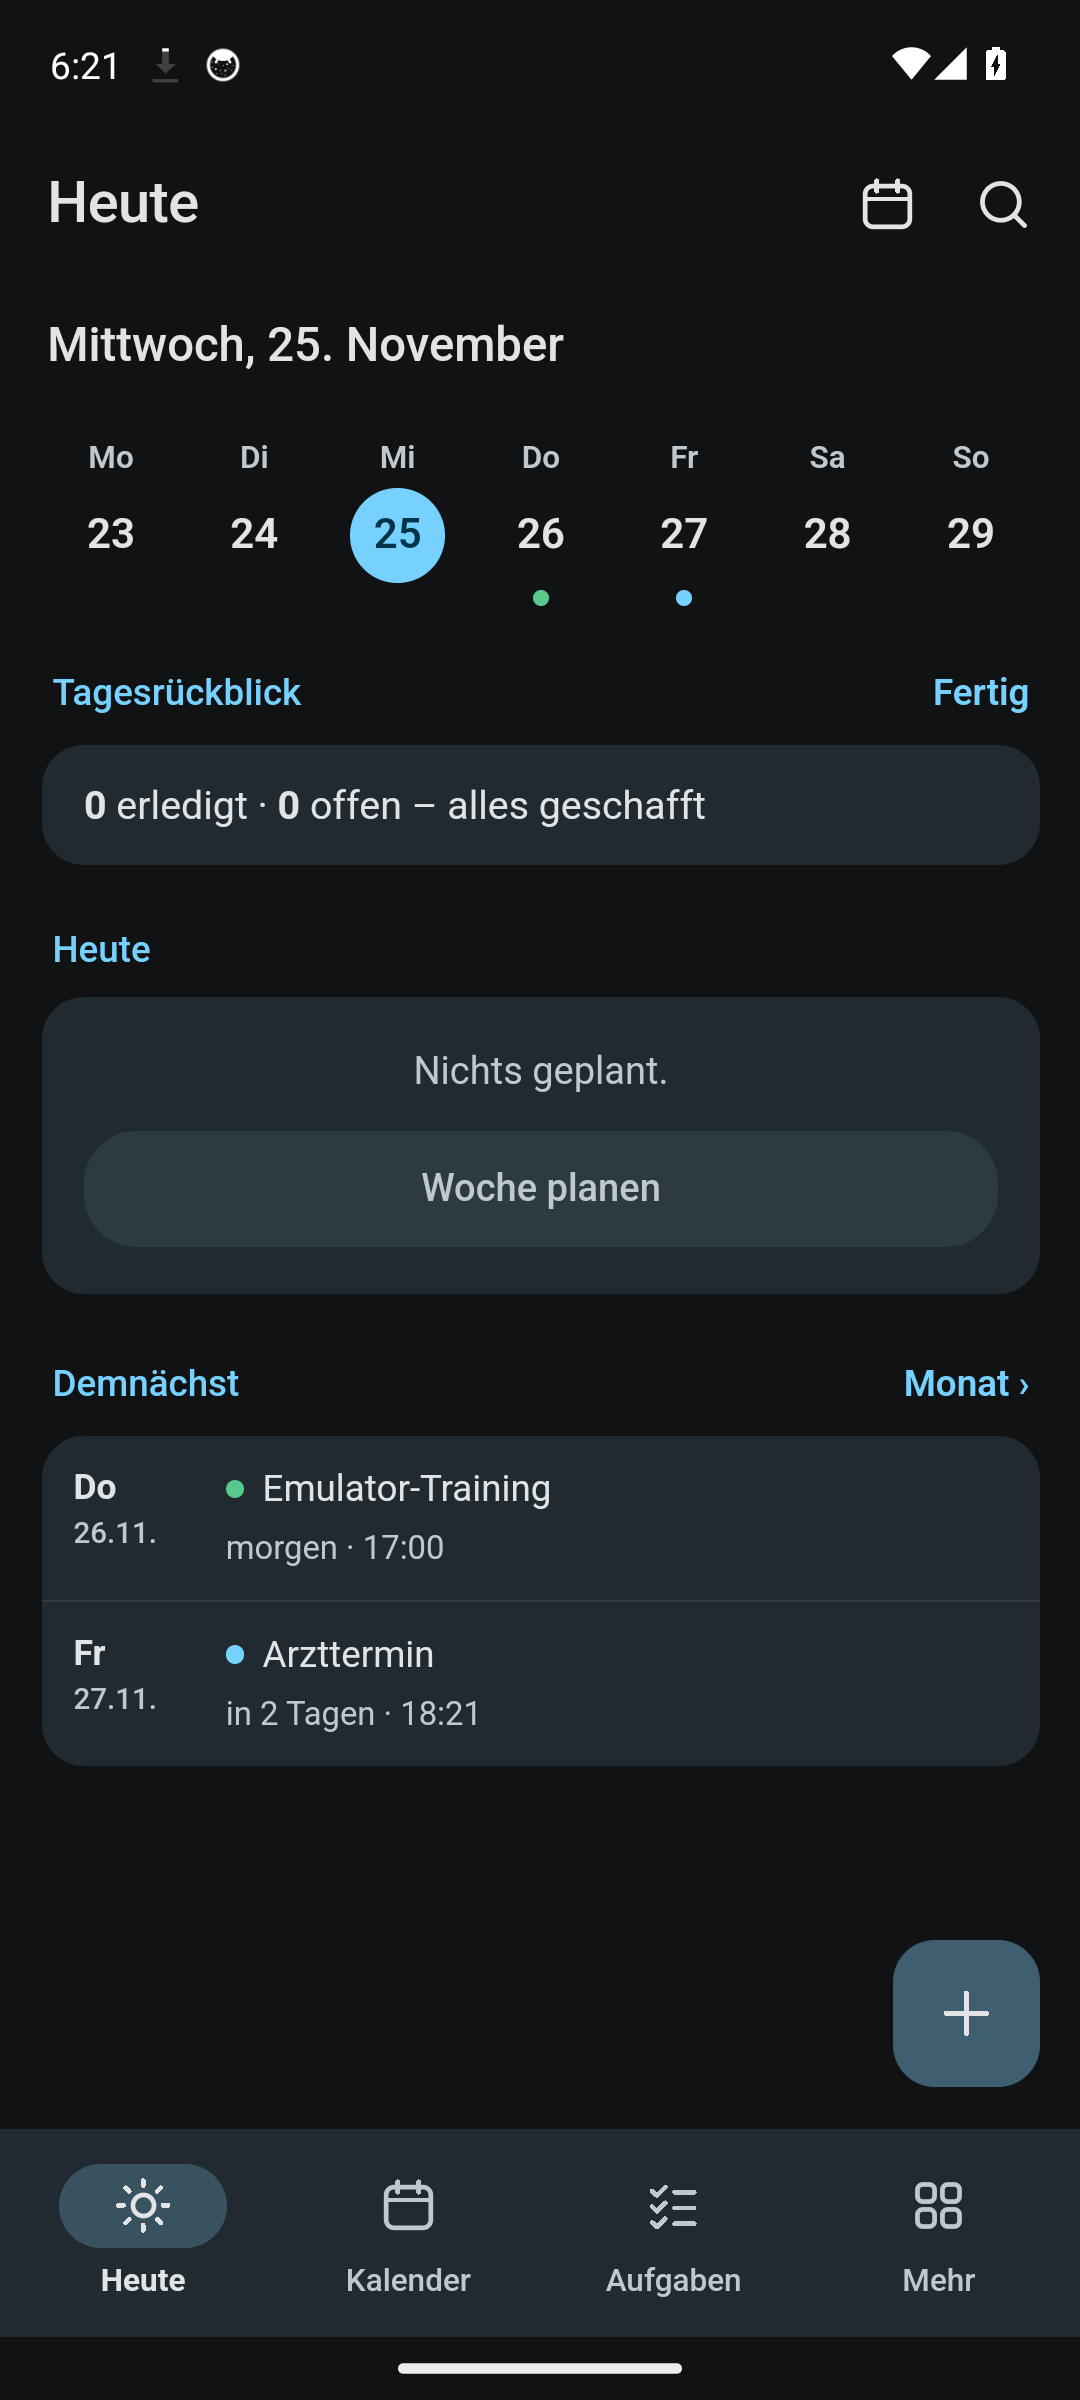 6:21
Heute
Mittwoch, 25. November
Mo Di Mi Do Fr Sa So
23 24 25 26 27 28 29
Tagesrückblick Fertig
0 erledigt · 0 offen – alles geschafft
Heute
Nichts geplant.
Woche planen
Demnächst Monat ›
Do Emulator-Training
26.11. morgen · 17:00
Fr Arzttermin
27.11. in 2 Tagen · 18:21
Heute Kalender Aufgaben Mehr